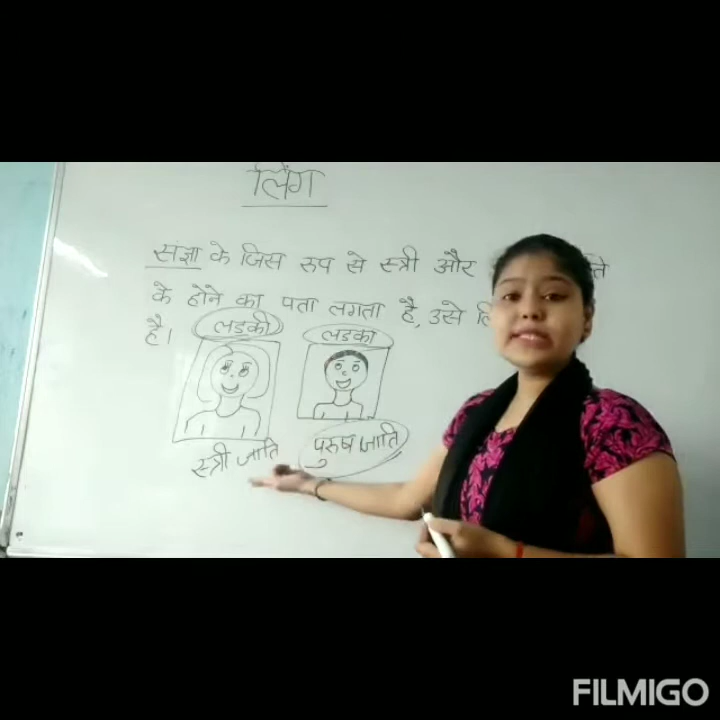 लिंग
संज्ञा के जिस रुप से स्त्री और
के होने का पता लगता है, उसे
है।
लड़की लड़का
स्त्री जाति पुरुष जाति
FILMIGO